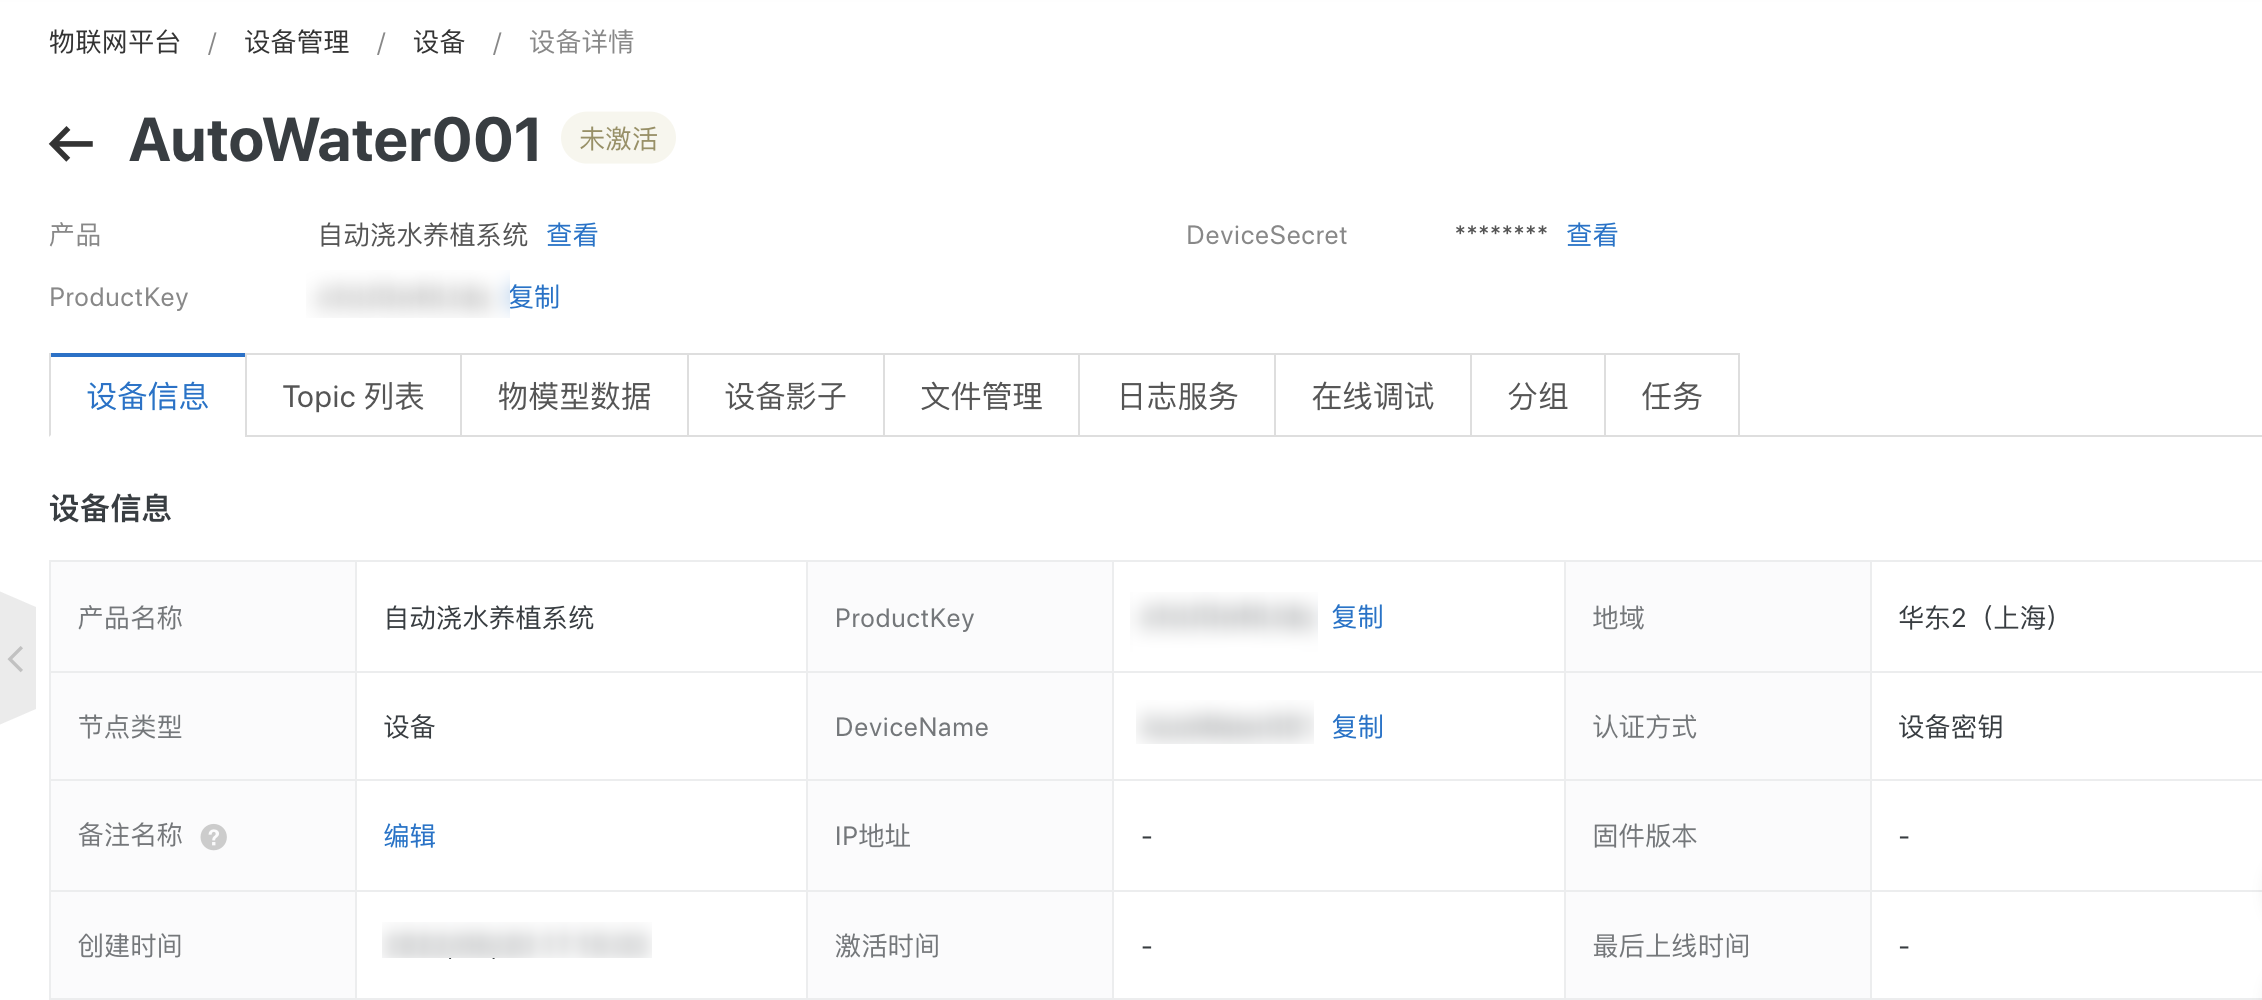 物联网平台 / 设备管理 / 设备 / 设备详情
AutoWater001 未激活
产品 自动浇水养植系统 查看 DeviceSecret ******** 查看
ProductKey 复制
设备信息 Topic 列表 物模型数据 设备影子 文件管理 日志服务 在线调试 分组 任务
设备信息
产品名称 自动浇水养植系统 ProductKey 复制 地域 华东2（上海）
节点类型 设备 DeviceName 复制 认证方式 设备密钥
备注名称 ? 编辑 IP地址 - 固件版本 -
创建时间 激活时间 - 最后上线时间 -